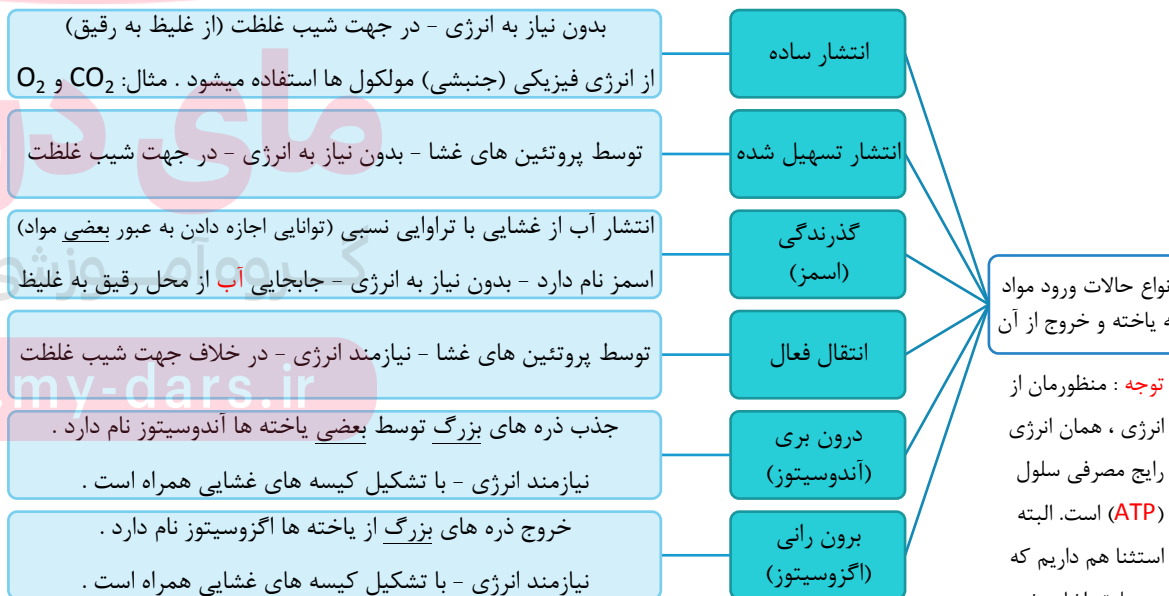 انواع حالات ورود مواد
به یاخته و خروج از آن
توجه : منظورمان از
انرژی ، همان انرژی
رایج مصرفی سلول
(ATP) است. البته
استثنا هم داریم که
انتشار ساده
بدون نیاز به انرژی - در جهت شیب غلظت (از غلیظ به رقیق)
از انرژی فیزیکی (جنبشی) مولکول ها استفاده میشود . مثال: CO2 و O2
انتشار تسهیل شده
توسط پروتئین های غشا - بدون نیاز به انرژی - در جهت شیب غلظت
گذرندگی
(اسمز)
انتشار آب از غشایی با تراوایی نسبی (توانایی اجازه دادن به عبور بعضی مواد)
اسمز نام دارد - بدون نیاز به انرژی - جابجایی آب از محل رقیق به غلیظ
انتقال فعال
توسط پروتئین های غشا - نیازمند انرژی - در خلاف جهت شیب غلظت
درون بری
(آندوسیتوز)
جذب ذره های بزرگ توسط بعضی یاخته ها آندوسیتوز نام دارد .
نیازمند انرژی - با تشکیل کیسه های غشایی همراه است .
برون رانی
(اگزوسیتوز)
خروج ذره های بزرگ از یاخته ها اگزوسیتوز نام دارد .
نیازمند انرژی - با تشکیل کیسه های غشایی همراه است .
مای در
گروه آموزشی
.my-dars.ir